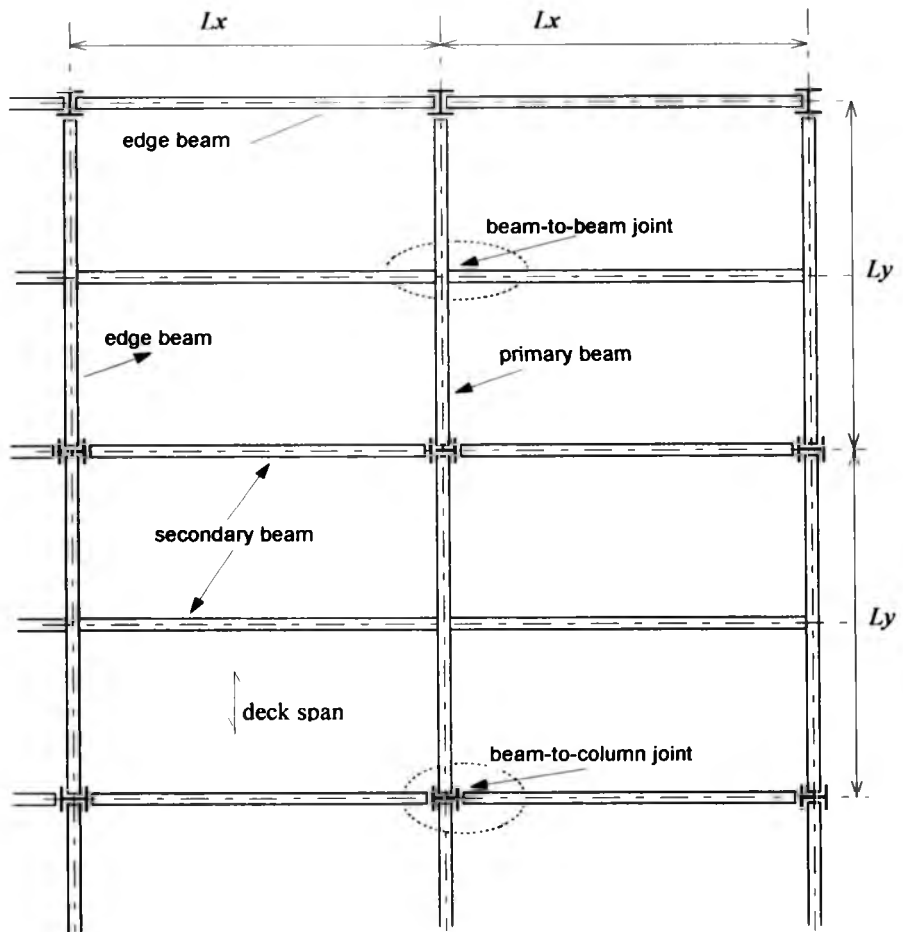 Lx Lx
edge beam
beam-to-beam joint
Ly
edge beam
primary beam
secondary beam
Ly
deck span
beam-to-column joint